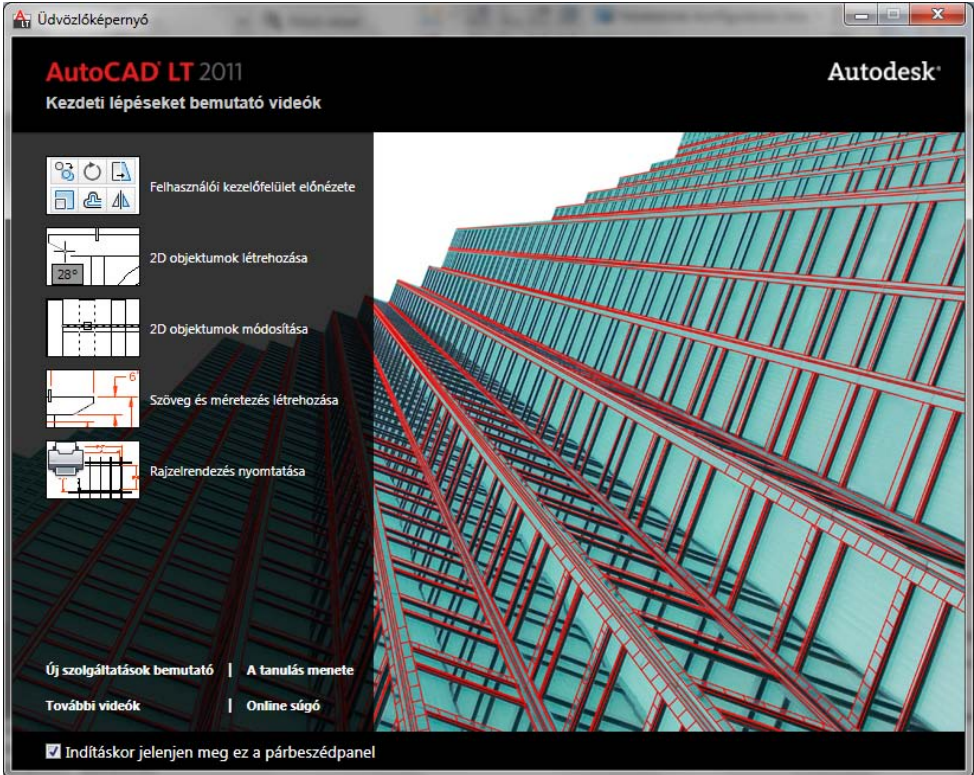 Üdvözlőképernyő
AutoCAD® LT 2011
Autodesk®
Kezdeti lépéseket bemutató videók
Felhasználói kezelőfelület előnézete
28°
2D objektumok létrehozása
2D objektumok módosítása
6"
Szöveg és méretezés létrehozása
Rajzelrendezés nyomtatása
Új szolgáltatások bemutató | A tanulás menete
További videók | Online súgó
Indításkor jelenjen meg ez a párbeszédpanel